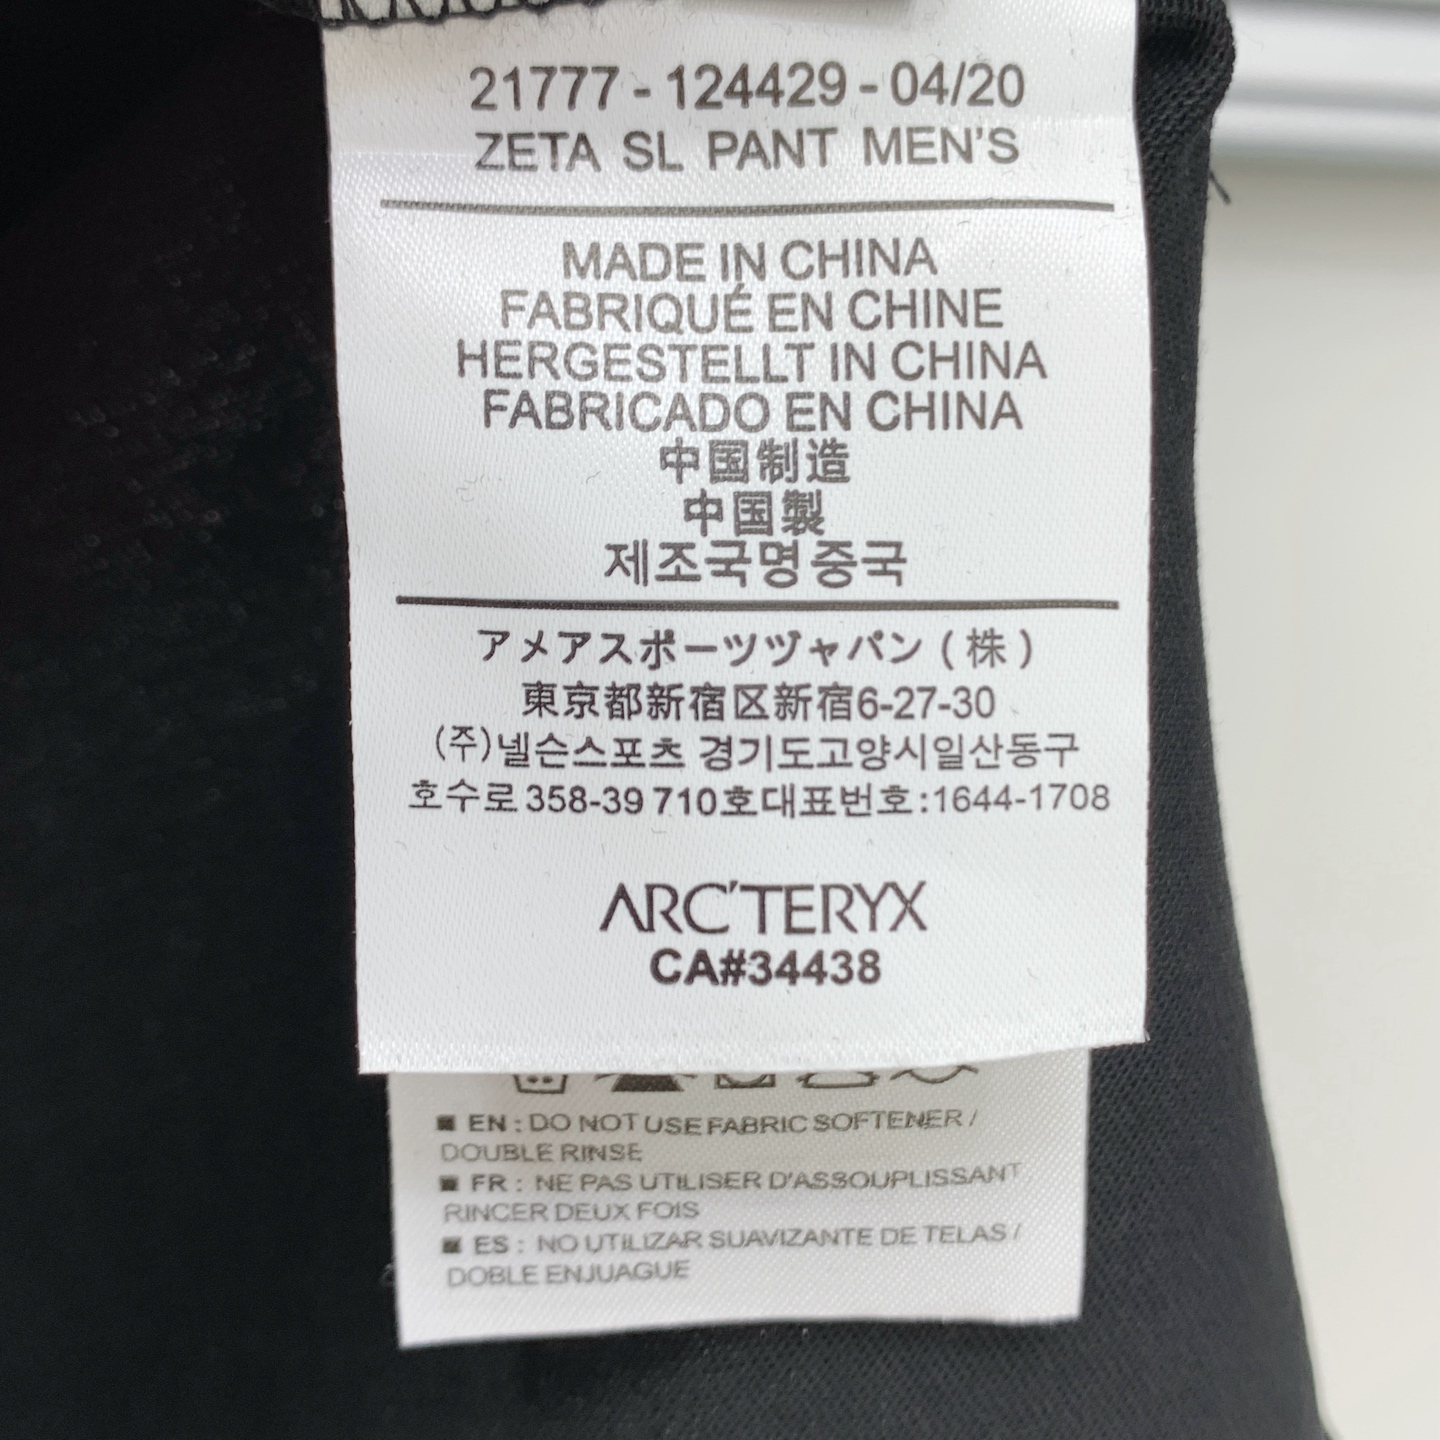 21777 - 124429 - 04/20
ZETA SL PANT MEN'S
MADE IN CHINA
FABRIQUÉ EN CHINE
HERGESTELLT IN CHINA
FABRICADO EN CHINA
中国制造
中国製
제조국명중국
アメアスポーツヅャパン ( 株 )
東京都新宿区新宿6-27-30
(주)넬슨스포츠 경기도고양시일산동구
호수로358-39 710호대표번호:1644-1708
ARC'TERYX
CA#34438
■ EN : DO NOT USE FABRIC SOFTENER /
DOUBLE RINSE
■ FR : NE PAS UTILISER D'ASSOUPLISSANT
RINCER DEUX FOIS
■ ES : NO UTILIZAR SUAVIZANTE DE TELAS /
DOBLE ENJUAGUE